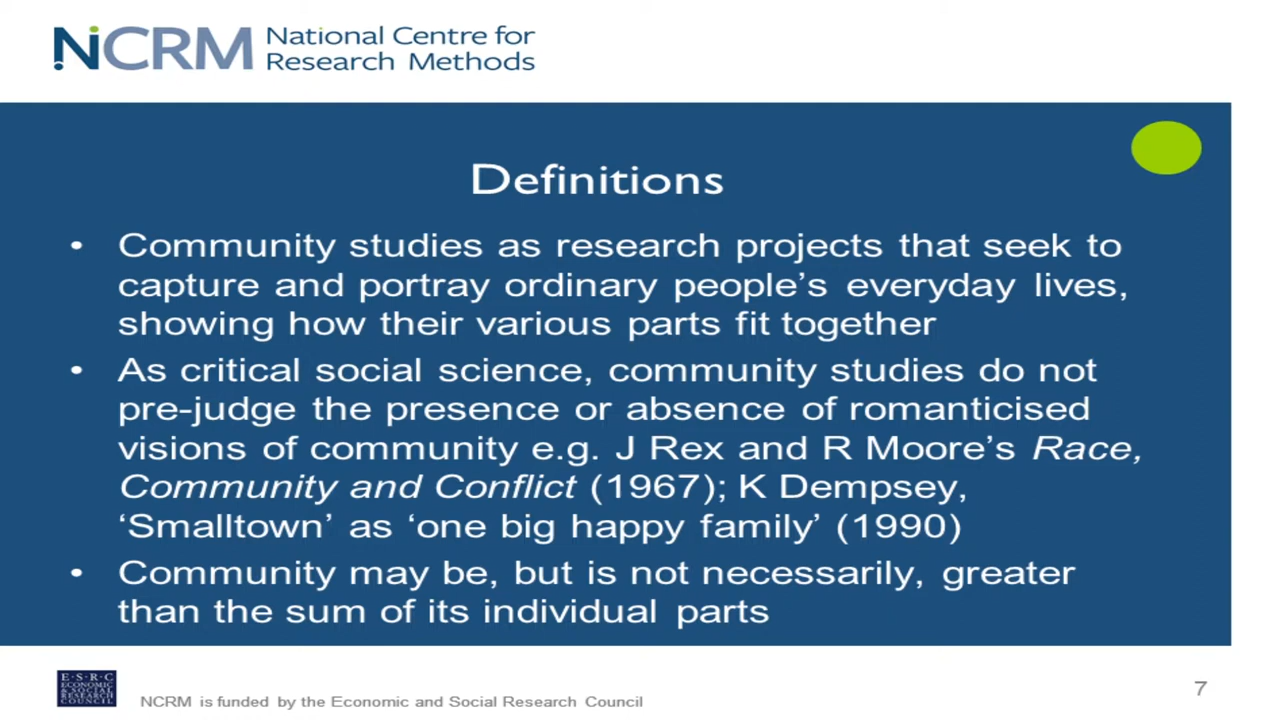 NCRM National Centre for
Research Methods
Definitions
• Community studies as research projects that seek to
capture and portray ordinary people’s everyday lives,
showing how their various parts fit together
• As critical social science, community studies do not
pre-judge the presence or absence of romanticised
visions of community e.g. J Rex and R Moore’s Race,
Community and Conflict (1967); K Dempsey,
‘Smalltown’ as ‘one big happy family’ (1990)
• Community may be, but is not necessarily, greater
than the sum of its individual parts
E·S·R·C
ECONOMIC
& SOCIAL
RESEARCH
COUNCIL
NCRM is funded by the Economic and Social Research Council
7